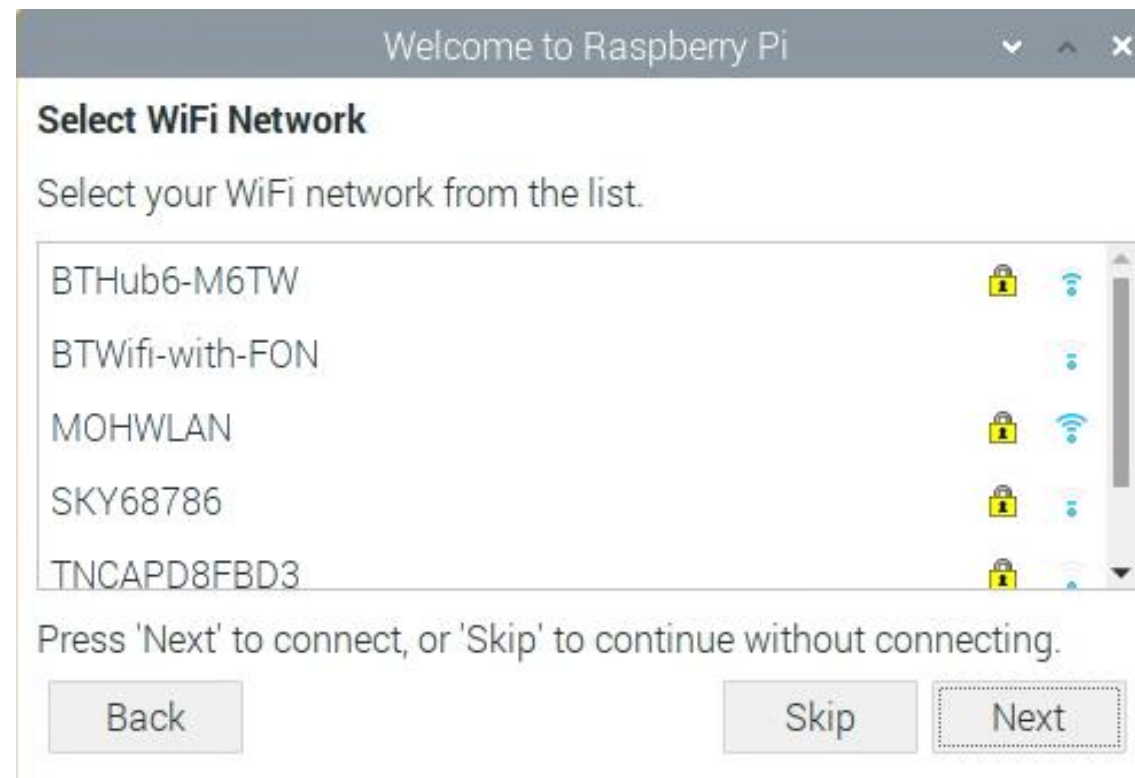 Welcome to Raspberry Pi
Select WiFi Network
Select your WiFi network from the list.
BTHub6-M6TW
BTWifi-with-FON
MOHWLAN
SKY68786
TNCAPD8FBD3
Press 'Next' to connect, or 'Skip' to continue without connecting.
Back Skip Next